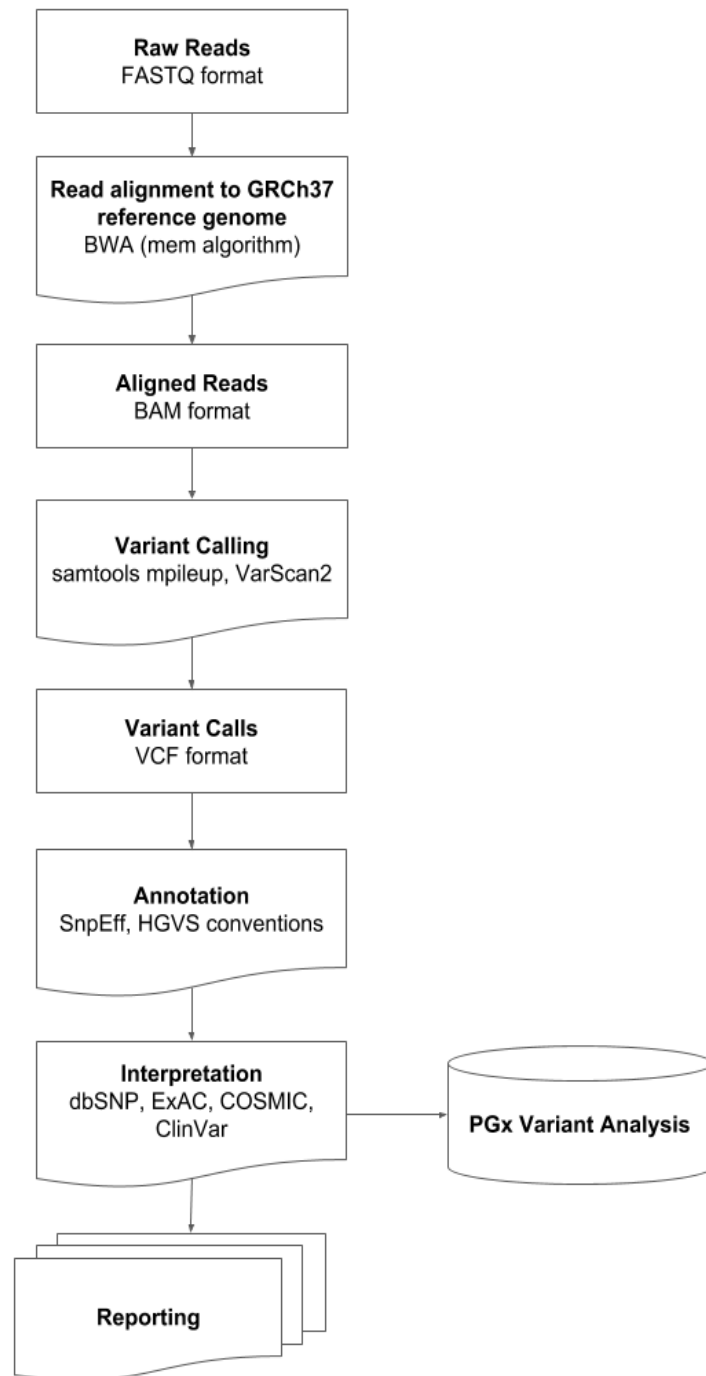 Raw Reads
FASTQ format
Read alignment to GRCh37
reference genome
BWA (mem algorithm)
Aligned Reads
BAM format
Variant Calling
samtools mpileup, VarScan2
Variant Calls
VCF format
Annotation
SnpEff, HGVS conventions
Interpretation
dbSNP, ExAC, COSMIC,
ClinVar
PGx Variant Analysis
Reporting